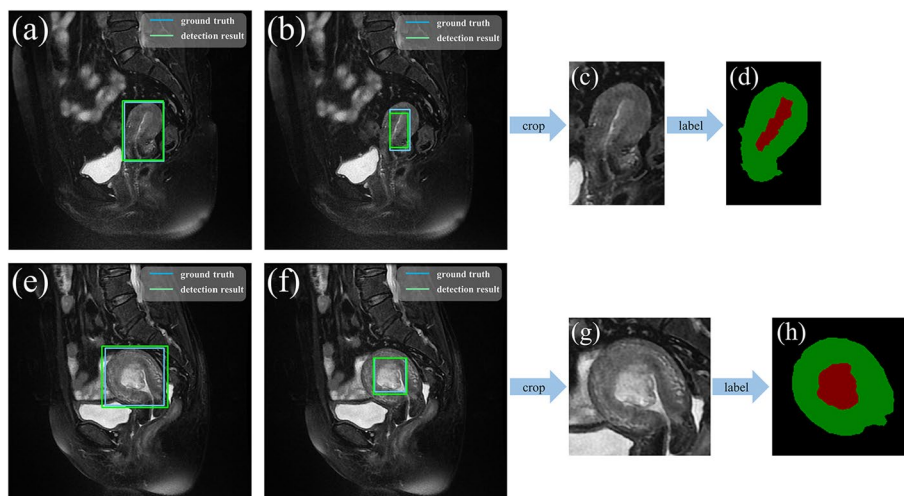 (a)
ground truth
detection result
(b)
ground truth
detection result
crop
(c)
label
(d)
(e)
ground truth
detection result
(f)
ground truth
detection result
crop
(g)
label
(h)